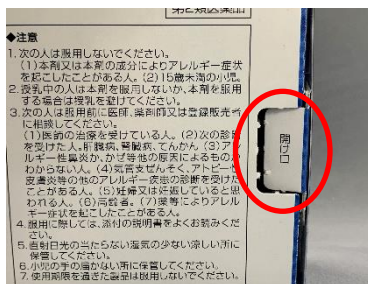 第2類医薬品
◆注意
1.次の人は服用しないでください。
(1)本剤又は本剤の成分によりアレルギー症状
を起こしたことがある人。(2)15歳未満の小児。
2.授乳中の人は本剤を服用しないか、本剤を服用
する場合は授乳を避けてください。
3.次の人は服用前に医師、薬剤師又は登録販売者
に相談してください。
(1)医師の治療を受けている人。(2)次の診断
を受けた人。肝臓病、腎臓病、てんかん (3)アレ
ルギー性鼻炎か、かぜ等他の原因によるものか
わからない人。(4)気管支ぜんそく、アトピー性
皮膚炎等の他のアレルギー疾患の診断を受けた
ことがある人。(5)妊婦又は妊娠していると思
われる人。(6)高齢者。(7)薬等によりアレル
ギー症状を起こしたことがある人。
4.服用に際しては、添付の説明書をよくお読みくだ
さい。
5.直射日光の当たらない湿気の少ない涼しい所に
保管してください。
6.小児の手の届かない所に保管してください。
7.使用期限を過ぎた製品は服用しないでください。
開け口